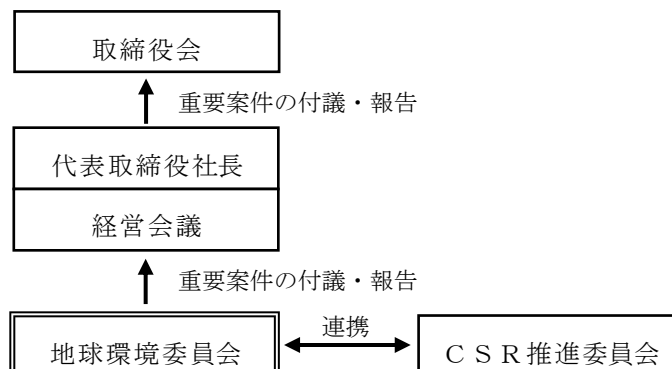 取締役会
重要案件の付議・報告
代表取締役社長
経営会議
重要案件の付議・報告
連携
地球環境委員会
ＣＳＲ推進委員会